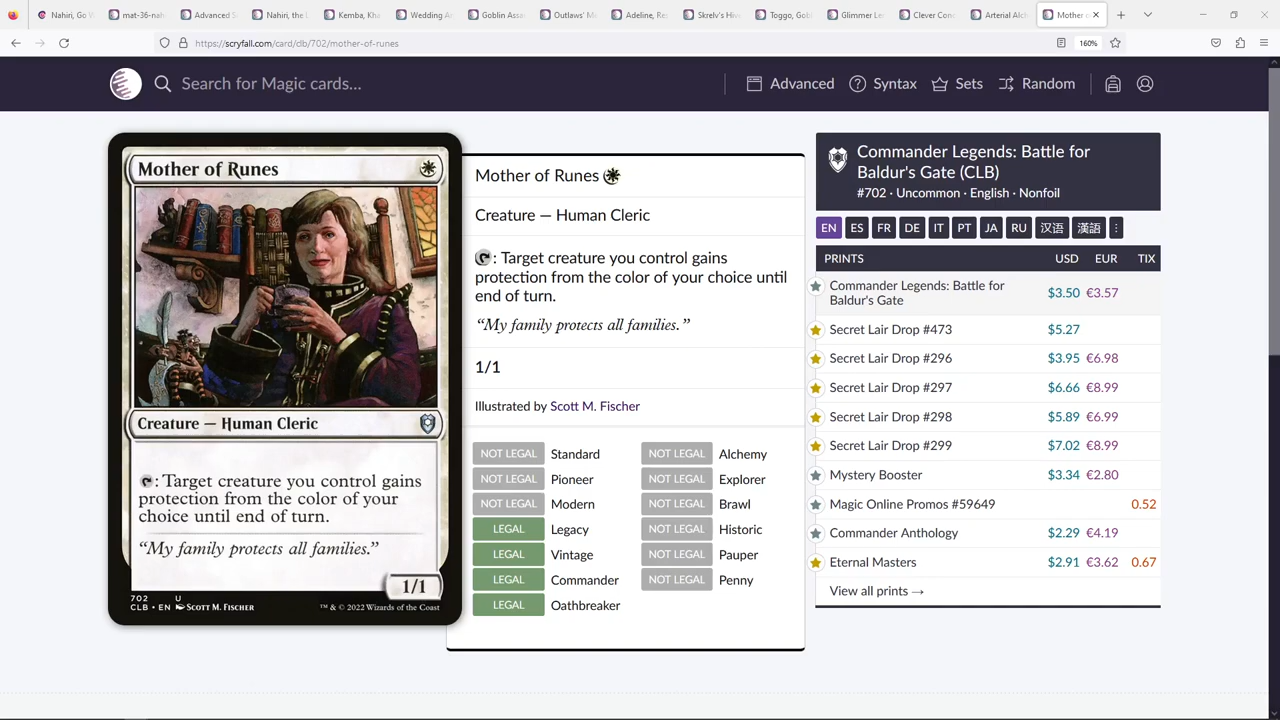 Nahiri, Go W
mat-36-nah
Advanced S
Nahiri, the L
Kemba, Kha
Wedding An
Goblin Assa
Outlaws' M
Adeline, Res
Skrelv's Hive
Toggo, Gob
Glimmer Len
Clever Conc
Arterial Alch
Mother o
https://scryfall.com/card/clb/702/mother-of-runes
160%
Search for Magic cards...
Advanced
Syntax
Sets
Random
Mother of Runes
Creature — Human Cleric
: Target creature you control gains
protection from the color of your
choice until end of turn.
“My family protects all families.”
1/1
702 U
CLB • EN Scott M. Fischer
™ & © 2022 Wizards of the Coast
Mother of Runes
Creature — Human Cleric
: Target creature you control gains
protection from the color of your choice until
end of turn.
“My family protects all families.”
1/1
Illustrated by Scott M. Fischer
NOT LEGAL Standard NOT LEGAL Alchemy
NOT LEGAL Pioneer NOT LEGAL Explorer
NOT LEGAL Modern NOT LEGAL Brawl
LEGAL Legacy NOT LEGAL Historic
LEGAL Vintage NOT LEGAL Pauper
LEGAL Commander NOT LEGAL Penny
LEGAL Oathbreaker
Commander Legends: Battle for
Baldur's Gate (CLB)
#702 · Uncommon · English · Nonfoil
EN ES FR DE IT PT JA RU 汉语 漢語
PRINTS USD EUR TIX
Commander Legends: Battle for
Baldur's Gate $3.50 €3.57
Secret Lair Drop #473 $5.27
Secret Lair Drop #296 $3.95 €6.98
Secret Lair Drop #297 $6.66 €8.99
Secret Lair Drop #298 $5.89 €6.99
Secret Lair Drop #299 $7.02 €8.99
Mystery Booster $3.34 €2.80
Magic Online Promos #59649 0.52
Commander Anthology $2.29 €4.19
Eternal Masters $2.91 €3.62 0.67
View all prints →